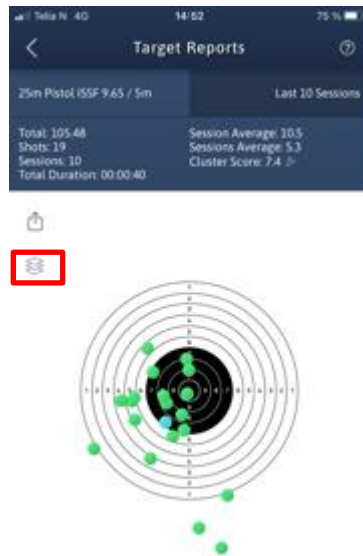 Telia N 4G 14:52 75 %
Target Reports
25m Pistol ISSF 9.65 / 5m Last 10 Sessions
Total: 105.48 Session Average: 10.5
Shots: 19 Sessions Average: 5.3
Sessions: 10 Cluster Score: 7.4
Total Duration: 00:00:40